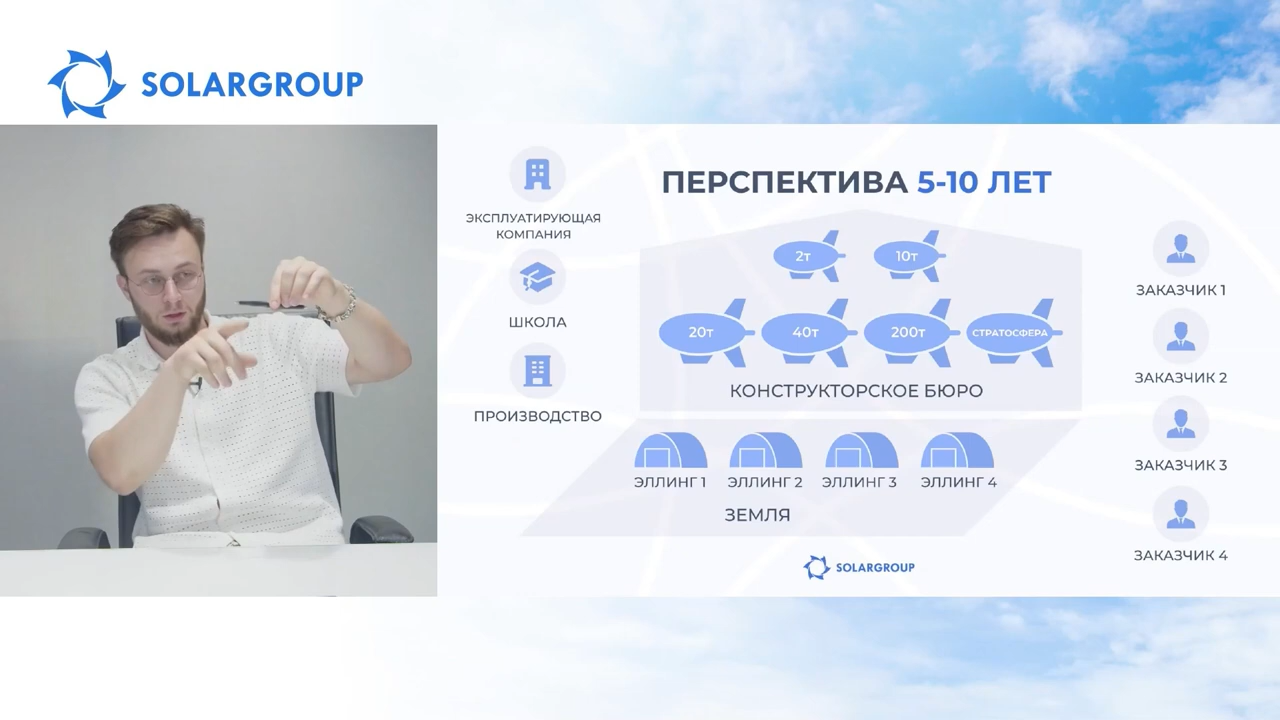 SOLARGROUP
ПЕРСПЕКТИВА 5-10 ЛЕТ
ЭКСПЛУАТИРУЮЩАЯ
КОМПАНИЯ
ШКОЛА
ПРОИЗВОДСТВО
2т
10т
20т
40т
200т
СТРАТОСФЕРА
КОНСТРУКТОРСКОЕ БЮРО
ЭЛЛИНГ 1
ЭЛЛИНГ 2
ЭЛЛИНГ 3
ЭЛЛИНГ 4
ЗЕМЛЯ
SOLARGROUP
ЗАКАЗЧИК 1
ЗАКАЗЧИК 2
ЗАКАЗЧИК 3
ЗАКАЗЧИК 4